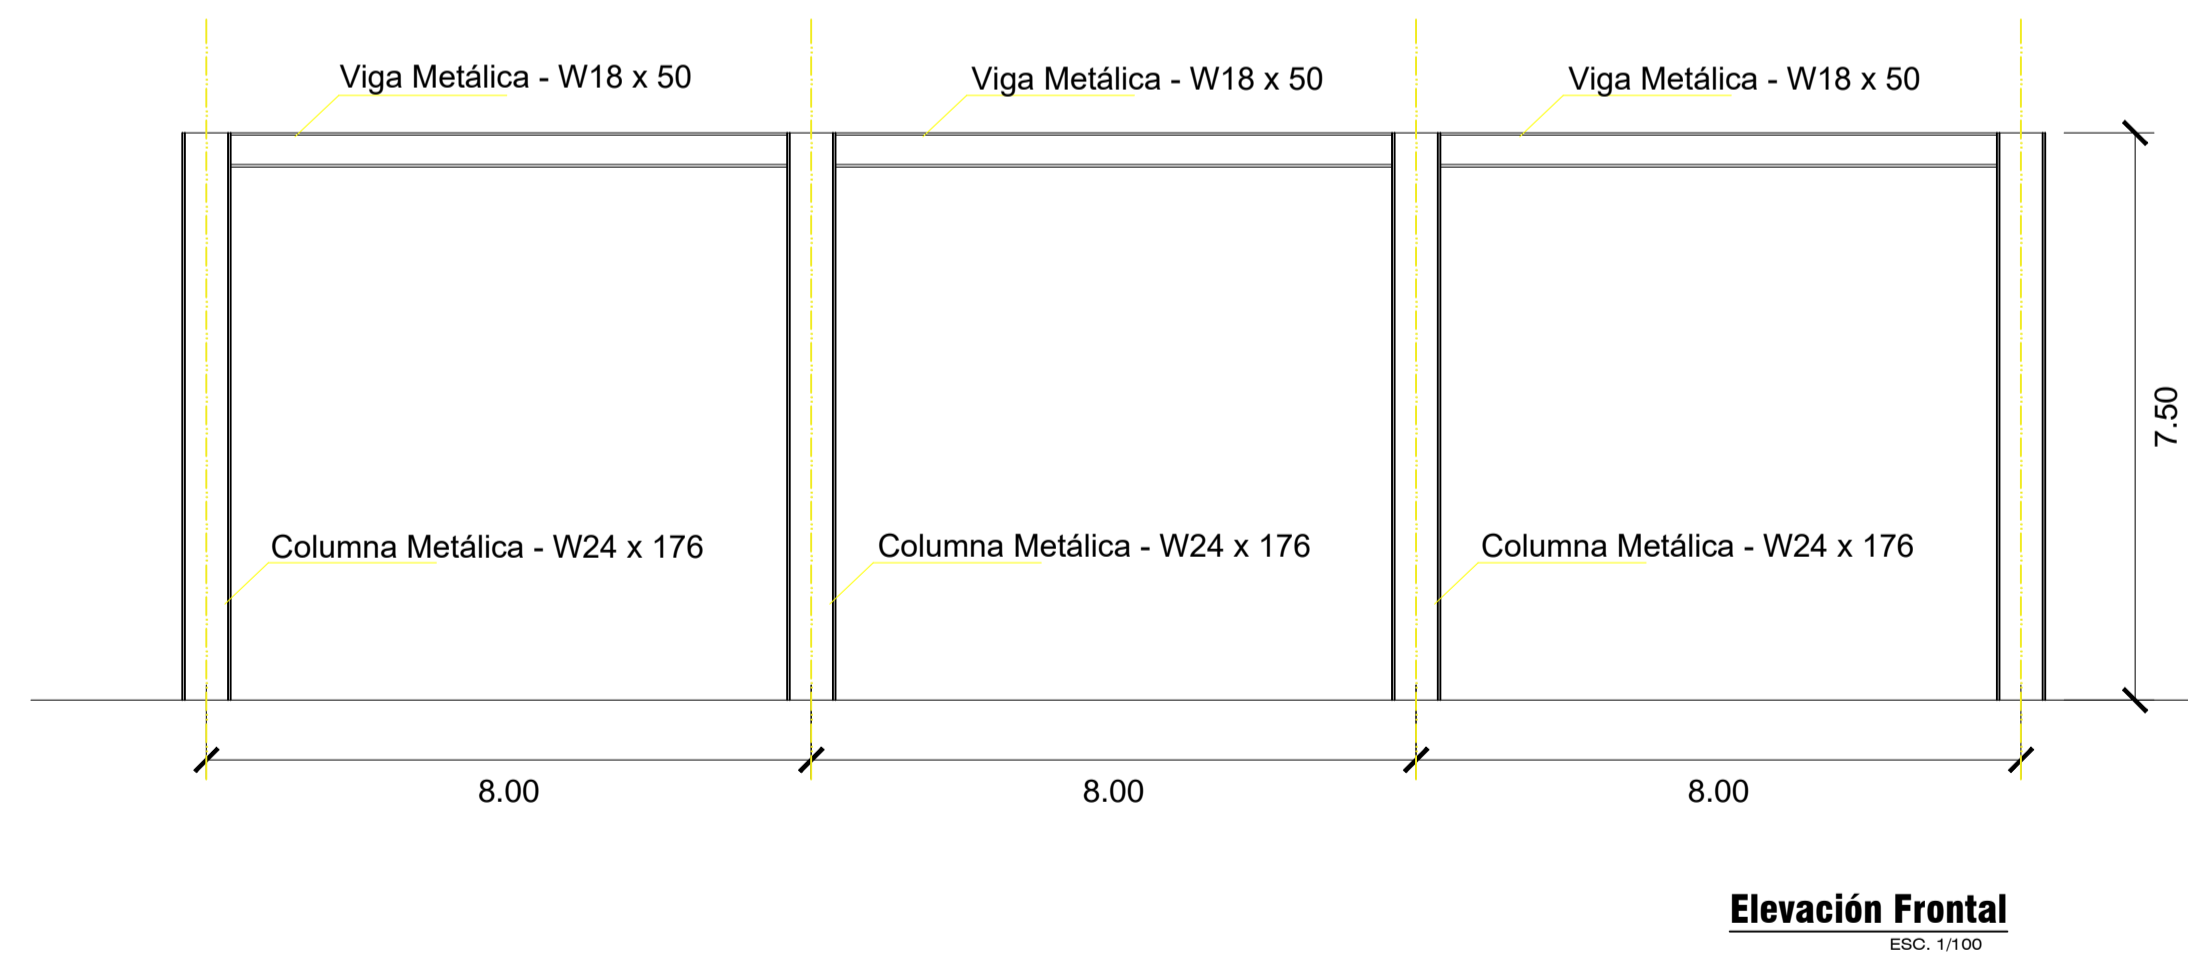 Viga Metálica - W18 x 50
Viga Metálica - W18 x 50
Viga Metálica - W18 x 50
7.50
Columna Metálica - W24 x 176
Columna Metálica - W24 x 176
Columna Metálica - W24 x 176
8.00
8.00
8.00
Elevación Frontal
ESC. 1/100